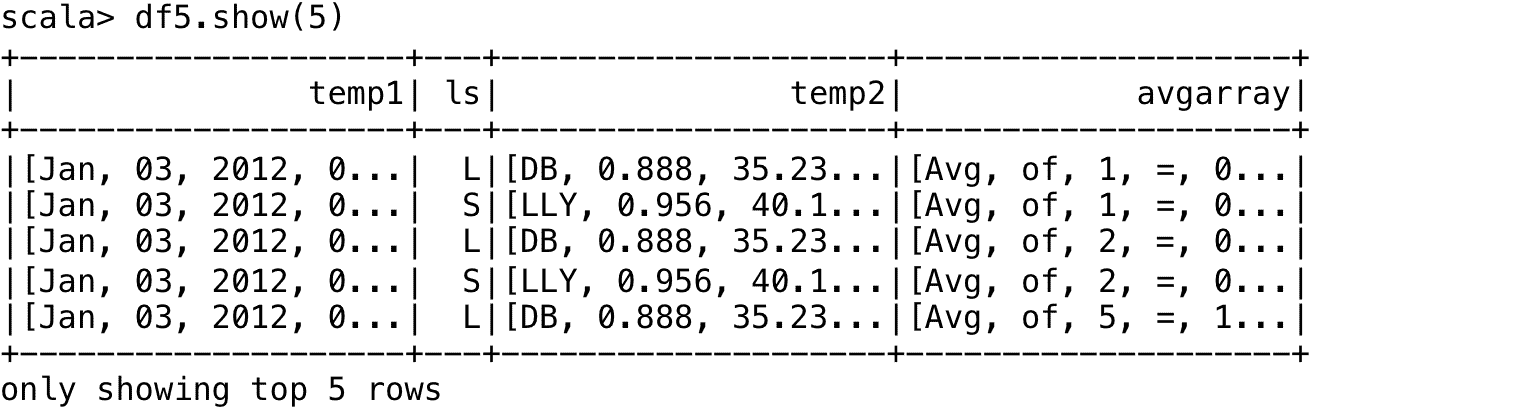 scala> df5.show(5)
+--------------------+---+--------------------+--------------------+
|               temp1| ls|               temp2|            avgarray|
+--------------------+---+--------------------+--------------------+
|[Jan, 03, 2012, 0...|  L|[DB, 0.888, 35.23...|[Avg, of, 1, =, 0...|
|[Jan, 03, 2012, 0...|  S|[LLY, 0.956, 40.1...|[Avg, of, 1, =, 0...|
|[Jan, 03, 2012, 0...|  L|[DB, 0.888, 35.23...|[Avg, of, 2, =, 0...|
|[Jan, 03, 2012, 0...|  S|[LLY, 0.956, 40.1...|[Avg, of, 2, =, 0...|
|[Jan, 03, 2012, 0...|  L|[DB, 0.888, 35.23...|[Avg, of, 5, =, 1...|
+--------------------+---+--------------------+--------------------+
only showing top 5 rows